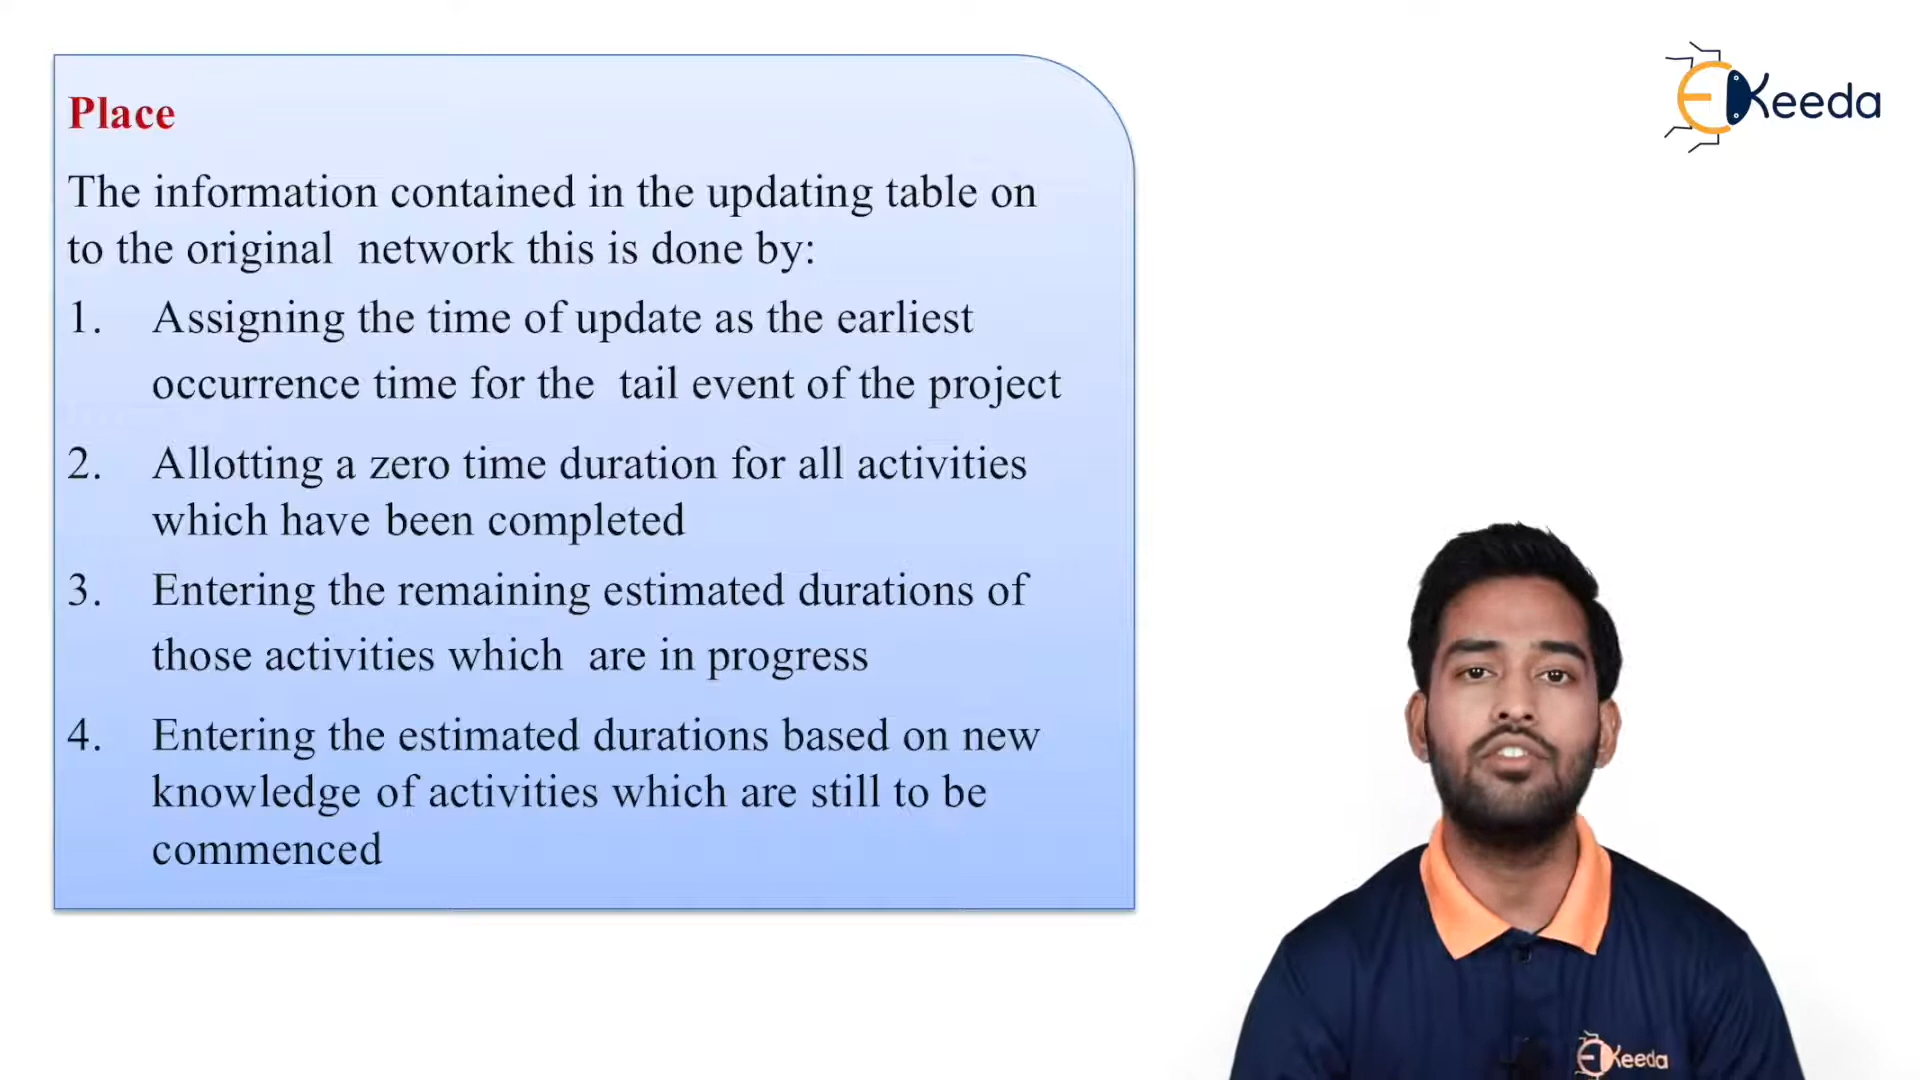 Place
The information contained in the updating table on
to the original network this is done by:
1. Assigning the time of update as the earliest
occurrence time for the tail event of the project
2. Allotting a zero time duration for all activities
which have been completed
3. Entering the remaining estimated durations of
those activities which are in progress
4. Entering the estimated durations based on new
knowledge of activities which are still to be
commenced
EKeeda
EKeeda